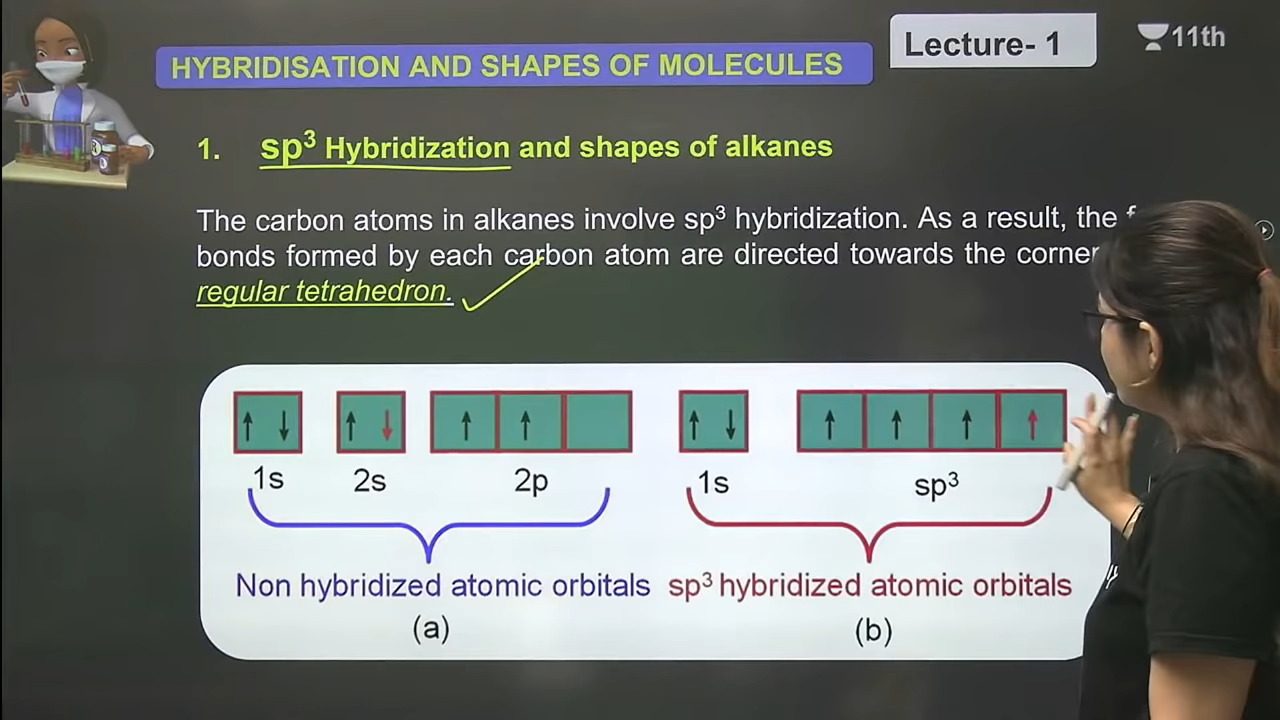 Lecture- 1
11th
HYBRIDISATION AND SHAPES OF MOLECULES
1. sp³ Hybridization and shapes of alkanes
The carbon atoms in alkanes involve sp³ hybridization. As a result, the
bonds formed by each carbon atom are directed towards the corner
regular tetrahedron.
1s 2s 2p 1s sp³
Non hybridized atomic orbitals sp³ hybridized atomic orbitals
(a) (b)